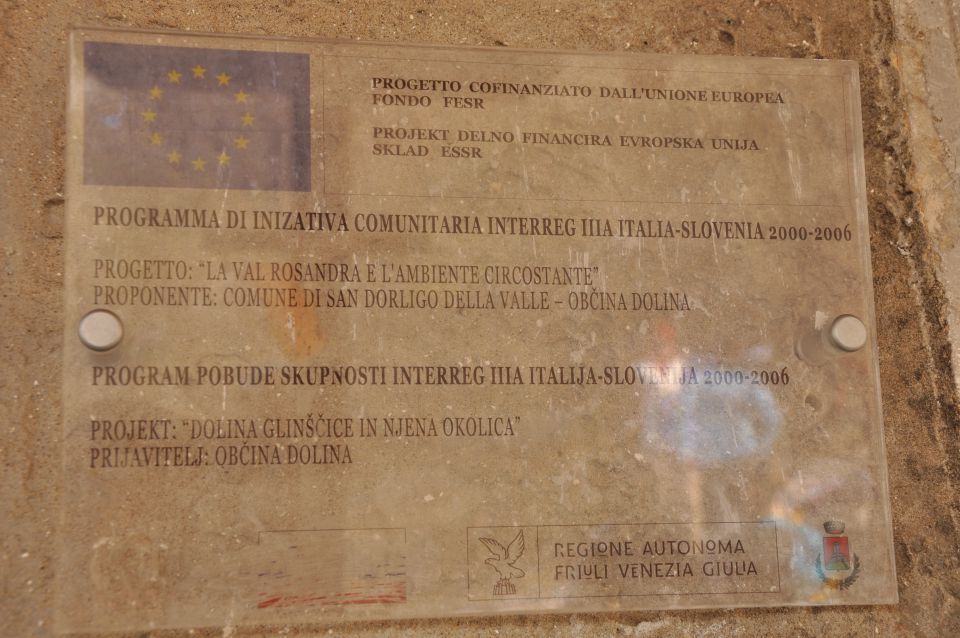 PROGETTO COFINANZIATO DALL'UNIONE EUROPEA
FONDO FESR
PROJEKT DELNO FINANCIRA EVROPSKA UNIJA
SKLAD ESSR
PROGRAMMA DI INIZATIVA COMUNITARIA INTERREG IIIA ITALIA-SLOVENIA 2000-2006
PROGETTO: “LA VAL ROSANDRA E L'AMBIENTE CIRCOSTANTE”
PROPONENTE: COMUNE DI SAN DORLIGO DELLA VALLE – OBČINA DOLINA
PROGRAM POBUDE SKUPNOSTI INTERREG IIIA ITALIJA-SLOVENIJA 2000-2006
PROJEKT: “DOLINA GLINŠČICE IN NJENA OKOLICA”
PRIJAVITELJ: OBČINA DOLINA
REGIONE AUTONOMA
FRIULI VENEZIA GIULIA